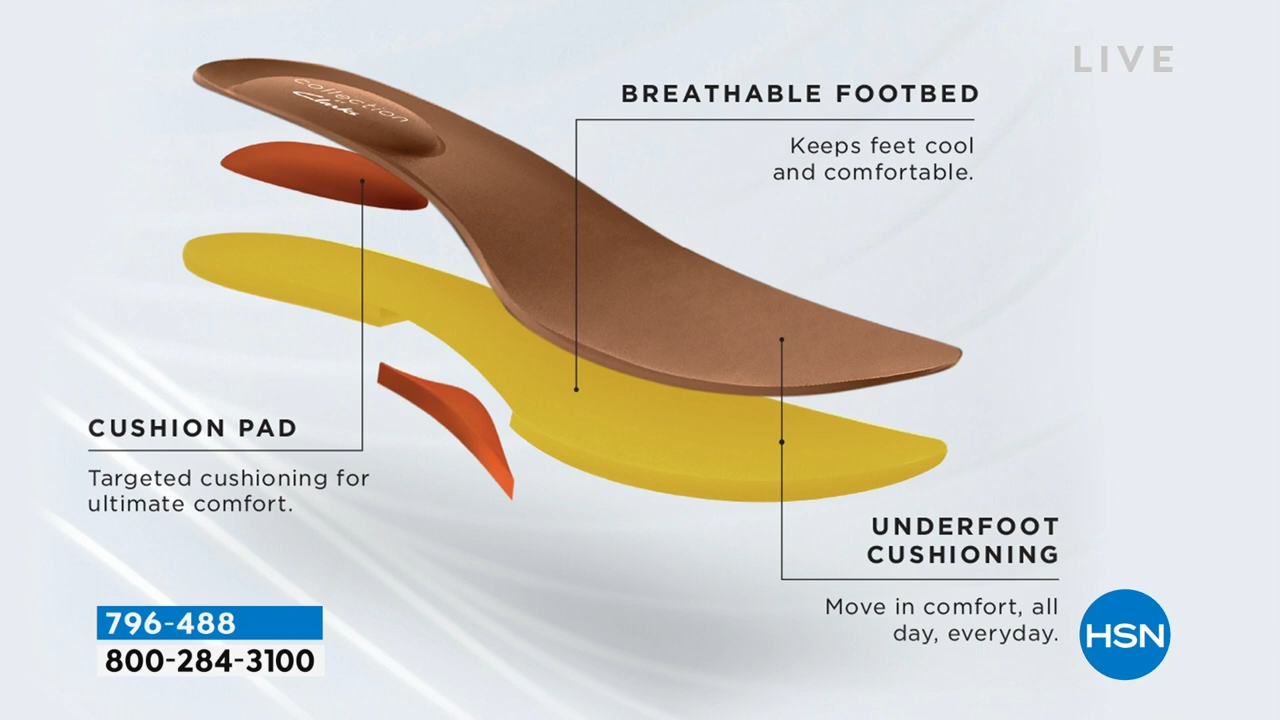 LIVE
collection
by
Clarks
BREATHABLE FOOTBED
Keeps feet cool
and comfortable.
CUSHION PAD
Targeted cushioning for
ultimate comfort.
UNDERFOOT
CUSHIONING
Move in comfort, all
day, everyday.
796-488
800-284-3100
HSN